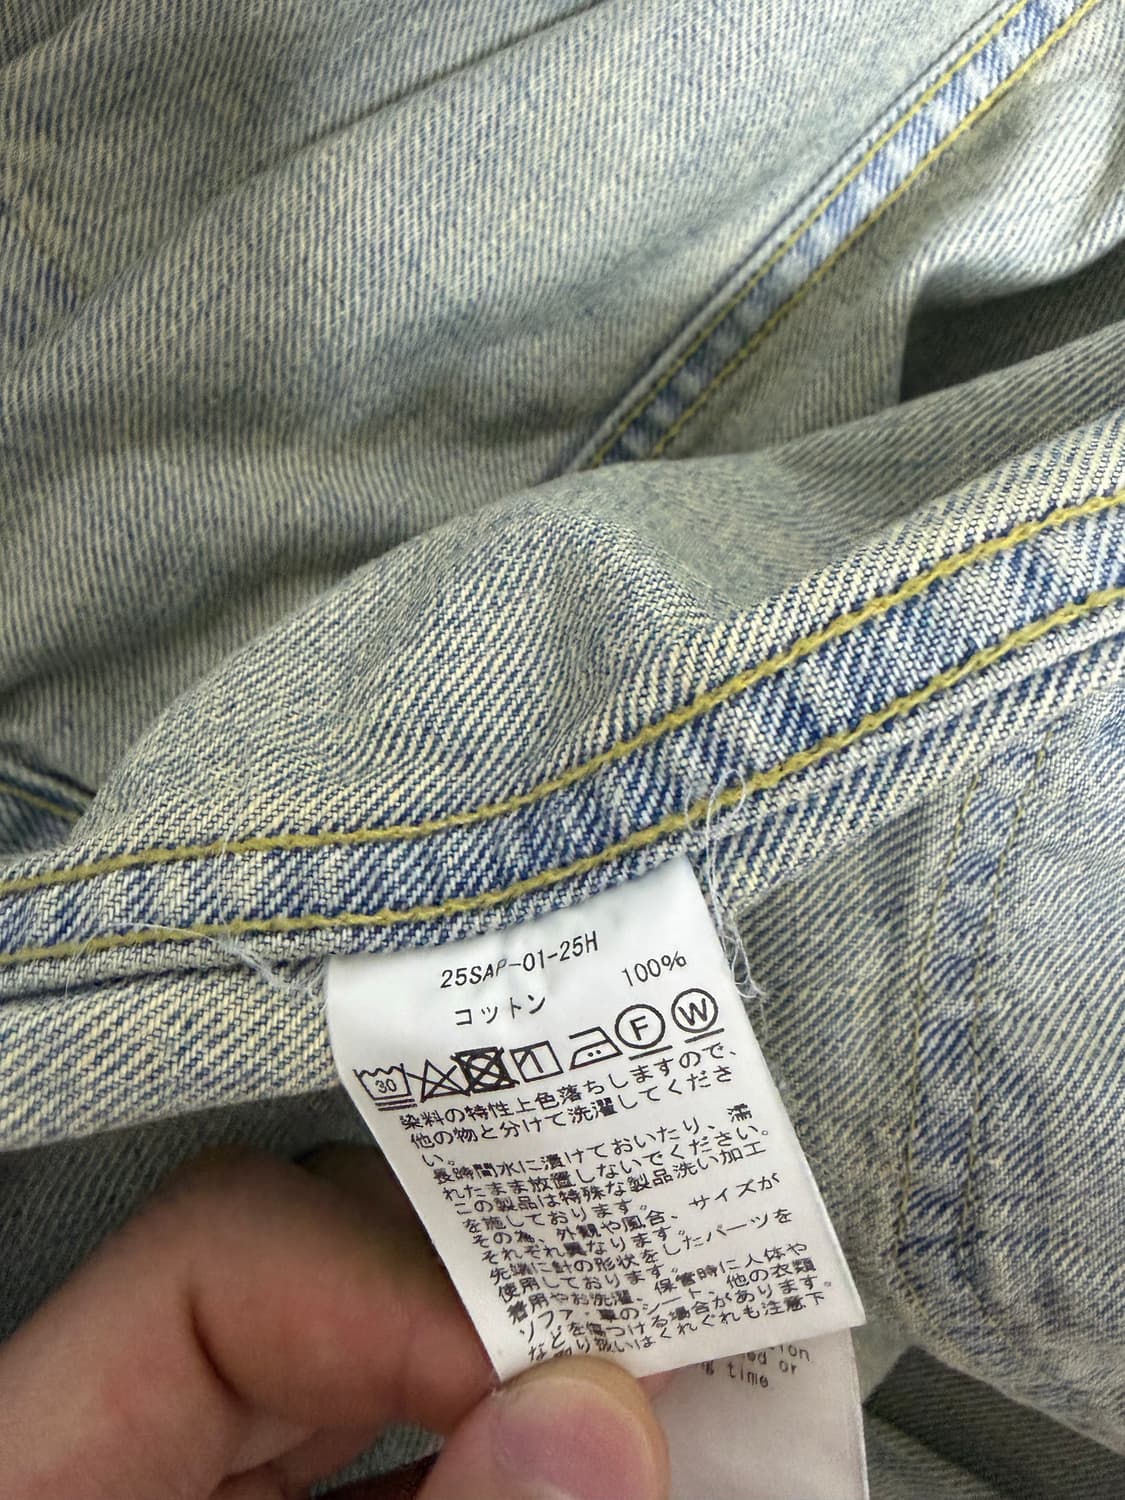 25SAP-01-25H
コットン 100%
30 F W
染料の特性上色落ちしますので、
他の物と分けて洗濯してくださ
い。
長時間水に漬けておいたり、濡
れたまま放置しないでください。
この製品は特殊な製品洗い加工
を施しております。
その為、外観や風合、サイズが
それぞれ異なります。
先端に針の形状をしたパーツを
使用しております。
着用やお洗濯、保管時に人体や
ソファ・車のシート、他の衣類
などを傷つける場合があります。
取り扱いはくれぐれも注意下
time or